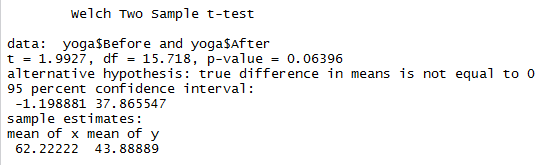 Welch Two Sample t-test
data:  yoga$Before and yoga$After
t = 1.9927, df = 15.718, p-value = 0.06396
alternative hypothesis: true difference in means is not equal to 0
95 percent confidence interval:
 -1.198881 37.865547
sample estimates:
mean of x mean of y
 62.22222  43.88889